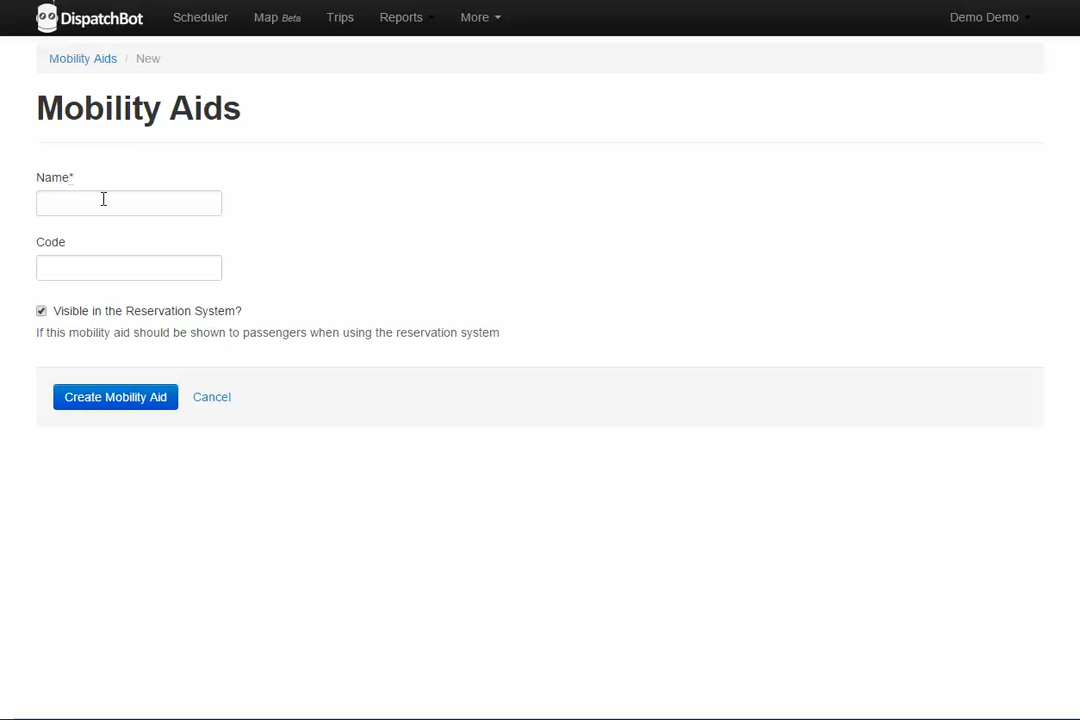 DispatchBot Scheduler Map Beta Trips Reports More Demo Demo
Mobility Aids / New
Mobility Aids
Name*
Code
Visible in the Reservation System?
If this mobility aid should be shown to passengers when using the reservation system
Create Mobility Aid Cancel